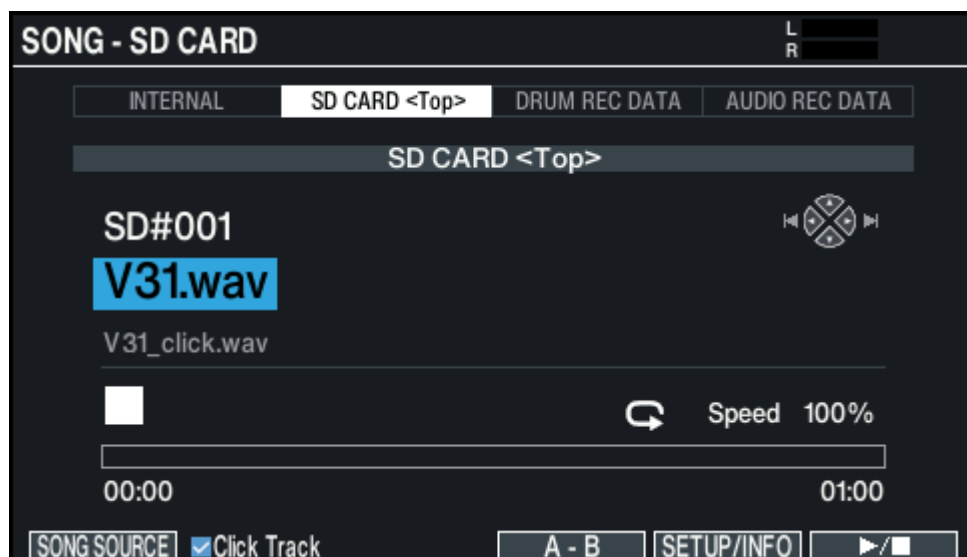 SONG - SD CARD
L
R
INTERNAL SD CARD <Top> DRUM REC DATA AUDIO REC DATA
SD CARD <Top>
SD#001
V31.wav
V31_click.wav
Speed 100%
00:00 01:00
SONG SOURCE Click Track A - B SETUP/INFO